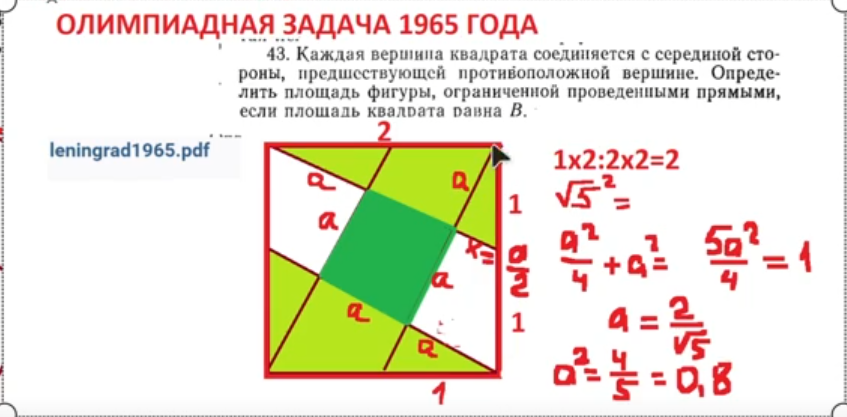 ОЛИМПИАДНАЯ ЗАДАЧА 1965 ГОДА
43. Каждая вершина квадрата соединяется с серединой сто-
роны, предшествующей противоположной вершине. Опреде-
лить площадь фигуры, ограниченной проведенными прямыми,
если площадь квадрата равна B.
leningrad1965.pdf
2
a
a
a
1
x=a/2
a
a
1
a
1
1x2:2x2=2
√5²=
a²/4+a²= 5a²/4=1
a=2/√5
a²=4/5=0,8